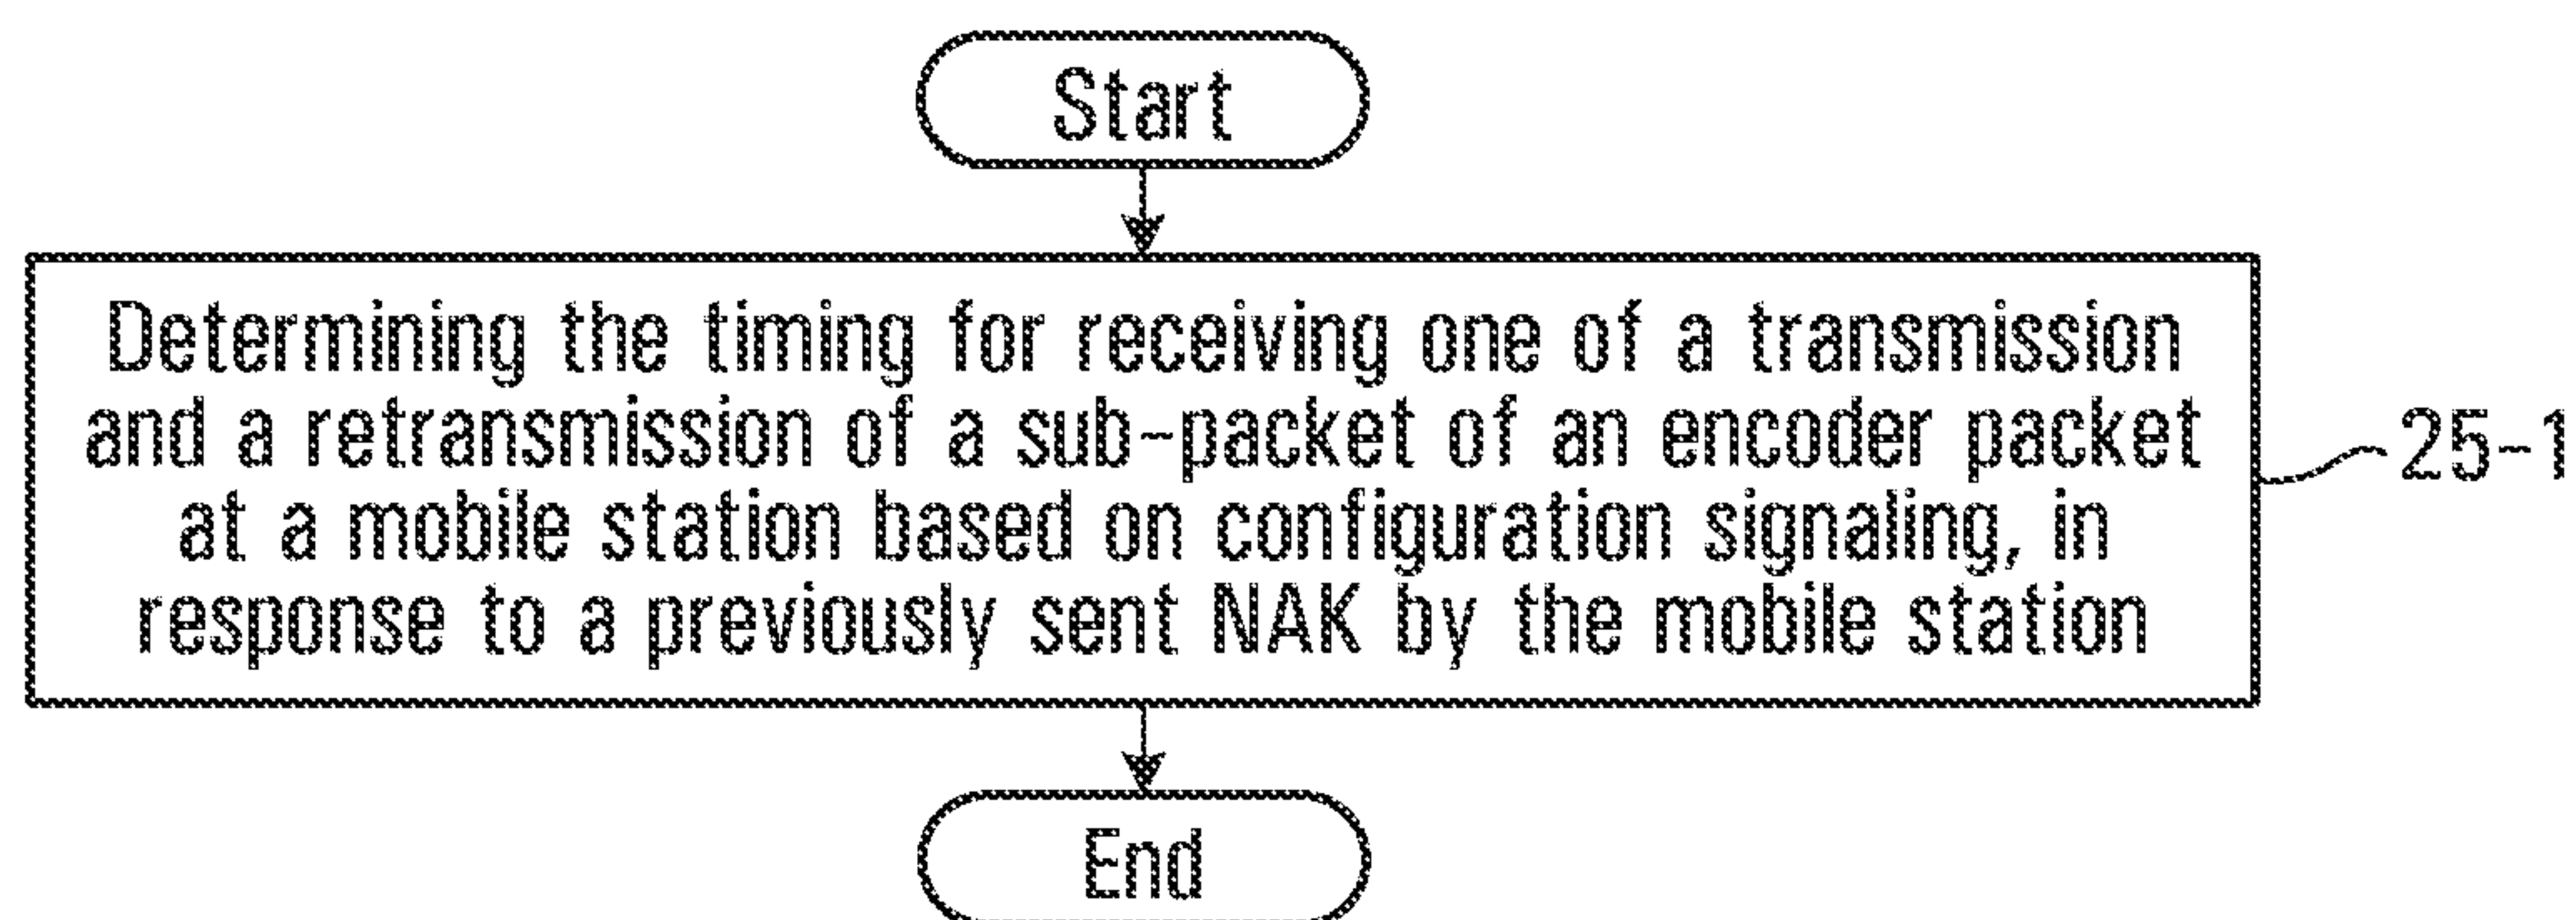 Start
Determining the timing for receiving one of a transmission
and a retransmission of a sub-packet of an encoder packet
at a mobile station based on configuration signaling, in
response to a previously sent NAK by the mobile station
25-1
End